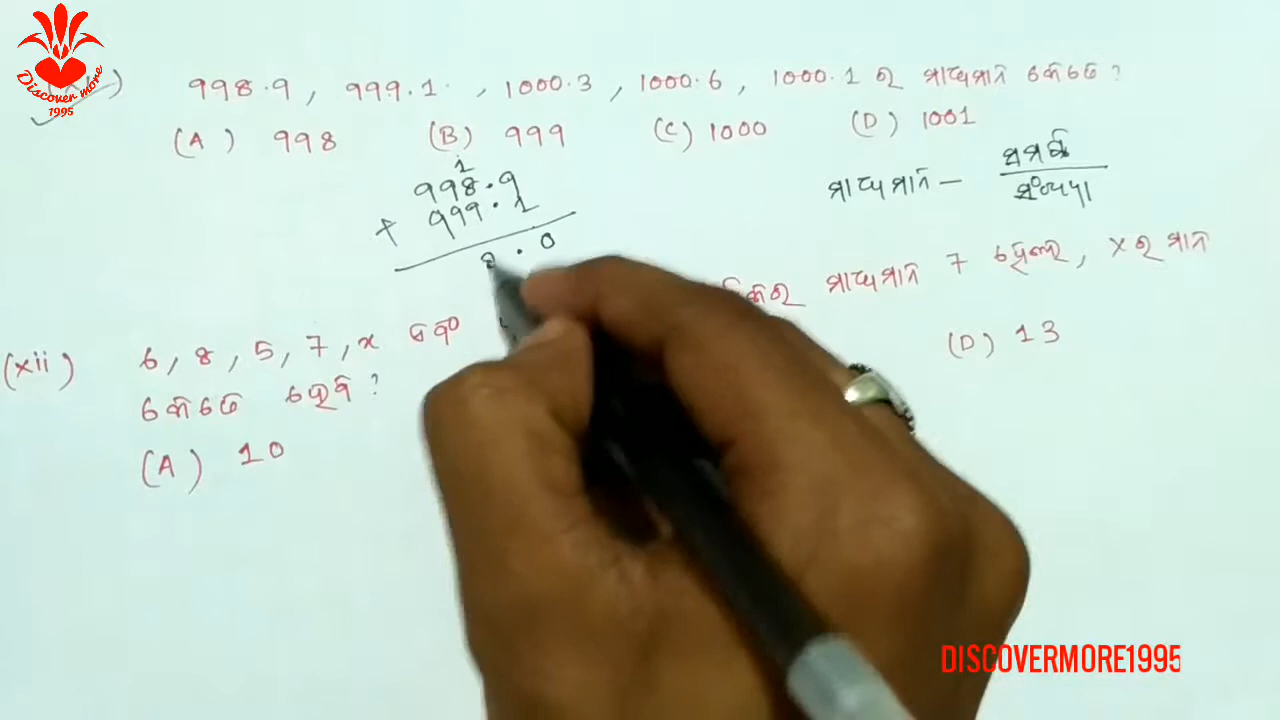 Discover more
1995
998.9, 999.1, 1000.3, 1000.6, 1000.1 ର ମାଧ୍ୟମାନ କେତେ ?
(A) 998 (B) 999 (C) 1000 (D) 1001
1
998.9
+ 999.1
8.0
ମାଧ୍ୟମାନ –
ସଂଖ୍ୟା
(xii) 6, 8, 5, 7, x ମାଧ୍ୟମାନ 7 ହେଲେ, x ର ମାନ
କେତେ ହେବ ?
(A) 10 (D) 13
DISCOVERMORE1995